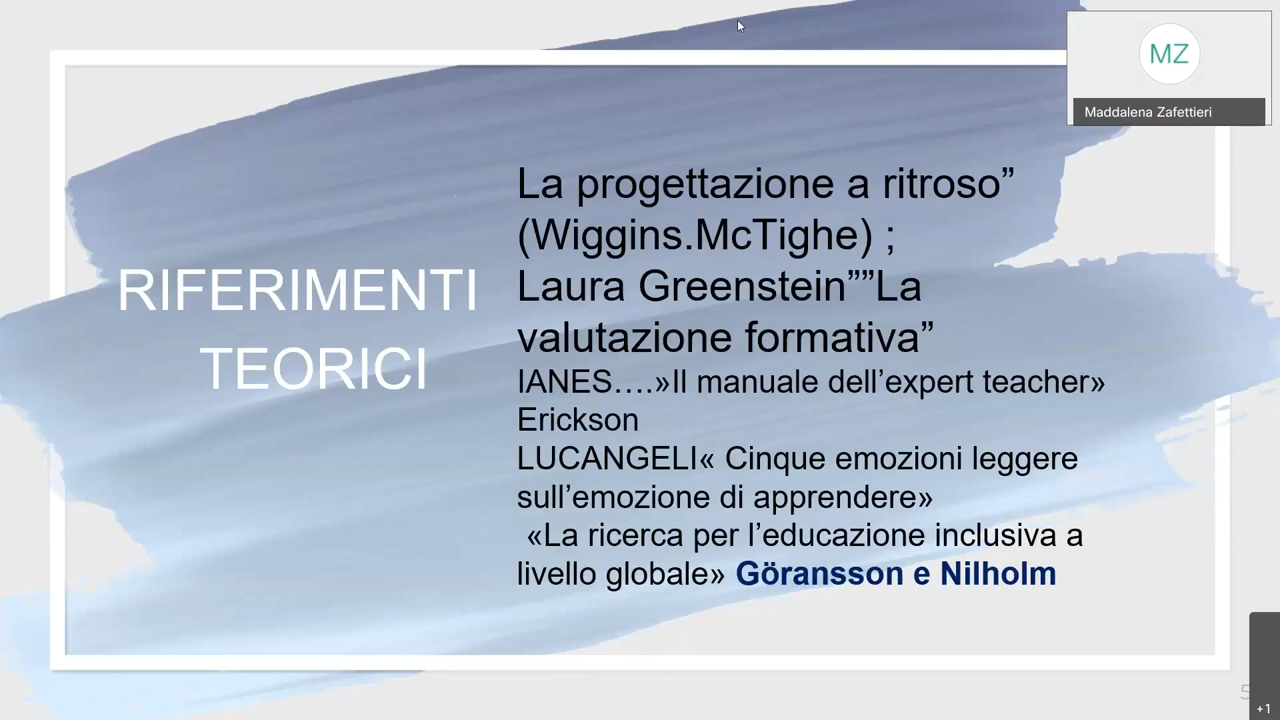 MZ
Maddalena Zafettieri
RIFERIMENTI
TEORICI
La progettazione a ritroso”
(Wiggins.McTighe) ;
Laura Greenstein””La
valutazione formativa”
IANES….»Il manuale dell’expert teacher»
Erickson
LUCANGELI« Cinque emozioni leggere
sull’emozione di apprendere»
«La ricerca per l’educazione inclusiva a
livello globale» Göransson e Nilholm
5
+1